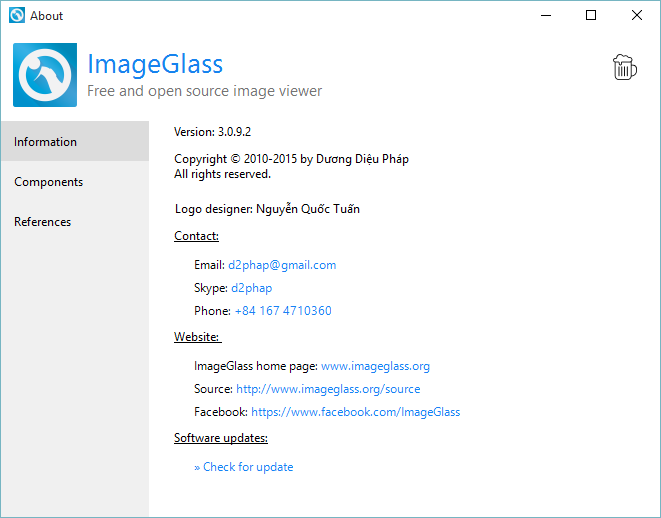 About
ImageGlass
Free and open source image viewer
Information
Components
References
Version: 3.0.9.2
Copyright © 2010-2015 by Dương Diệu Pháp
All rights reserved.
Logo designer: Nguyễn Quốc Tuấn
Contact:
Email: d2phap@gmail.com
Skype: d2phap
Phone: +84 167 4710360
Website:
ImageGlass home page: www.imageglass.org
Source: http://www.imageglass.org/source
Facebook: https://www.facebook.com/ImageGlass
Software updates:
» Check for update